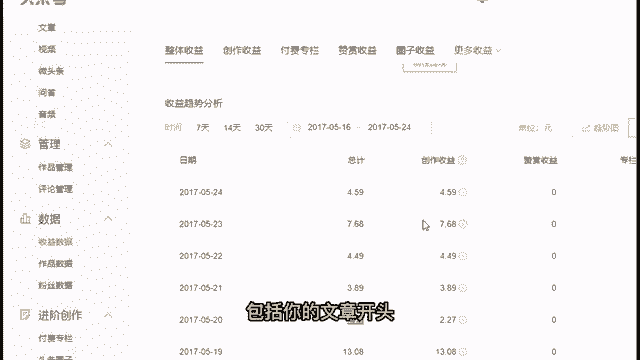 文章
视频
微头条
问答
音频
管理
作品管理
评论管理
数据
收益数据
作品数据
粉丝数据
进阶创作
付费专栏
整体收益 创作收益 付费专栏 赞赏收益 圈子收益 更多收益
收益趋势分析
时间 7天 14天 30天 2017-05-16 - 2017-05-24 单位:元 趋势图
日期 总计 创作收益 赞赏收益 专栏
2017-05-24 4.59 4.59 0
2017-05-23 7.68 7.68 0
2017-05-22 4.49 4.49 0
2017-05-21 3.89 3.89 0
2017-05-20 2.27 0
2017-05-19 13.08 13.08 0
包括你的文章开头